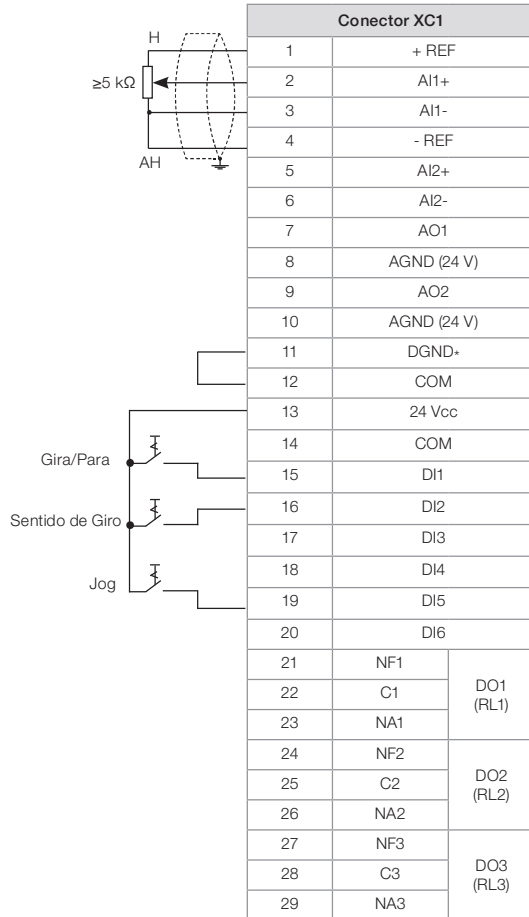 Conector XC1
H
≥5 kΩ
AH
1 + REF
2 AI1+
3 AI1-
4 - REF
5 AI2+
6 AI2-
7 AO1
8 AGND (24 V)
9 AO2
10 AGND (24 V)
11 DGND*
12 COM
13 24 Vcc
14 COM
Gira/Para
15 DI1
16 DI2
Sentido de Giro
17 DI3
18 DI4
Jog
19 DI5
20 DI6
21 NF1
22 C1
23 NA1
DO1
(RL1)
24 NF2
25 C2
26 NA2
DO2
(RL2)
27 NF3
28 C3
29 NA3
DO3
(RL3)